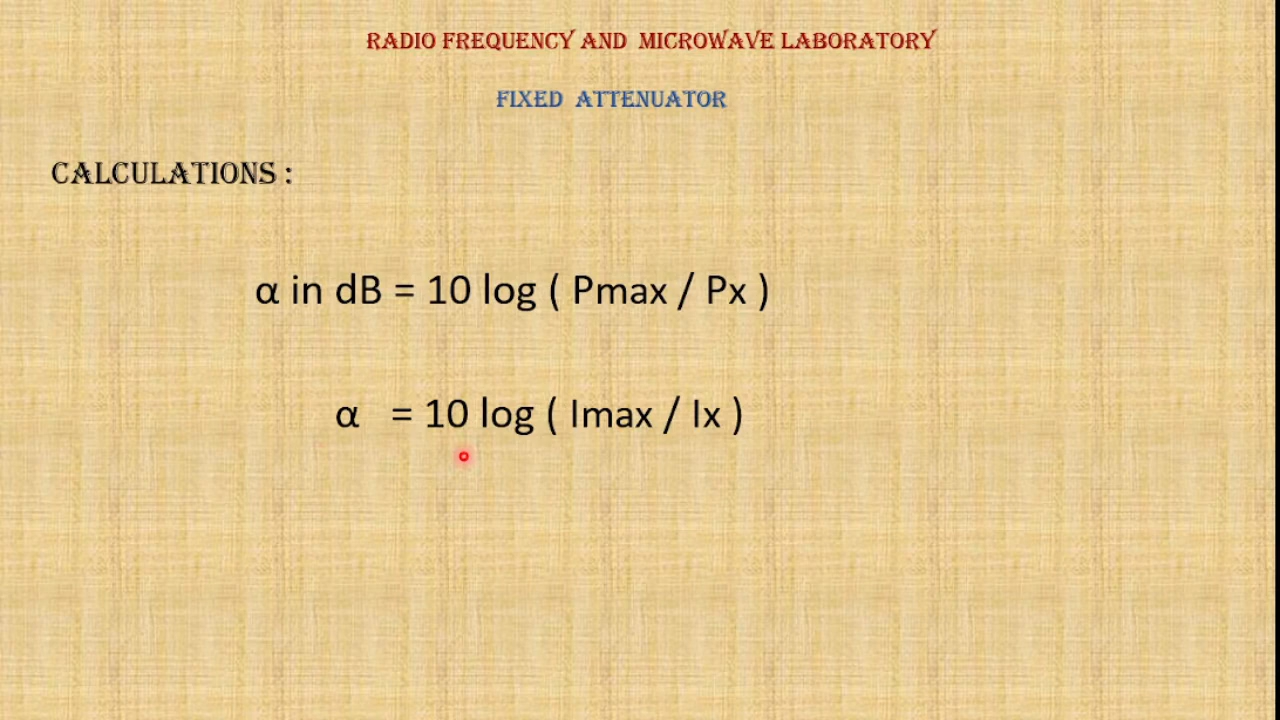 RADIO FREQUENCY AND MICROWAVE LABORATORY
FIXED ATTENUATOR
CALCULATIONS :
α in dB = 10 log ( Pmax / Px )
α = 10 log ( Imax / Ix )